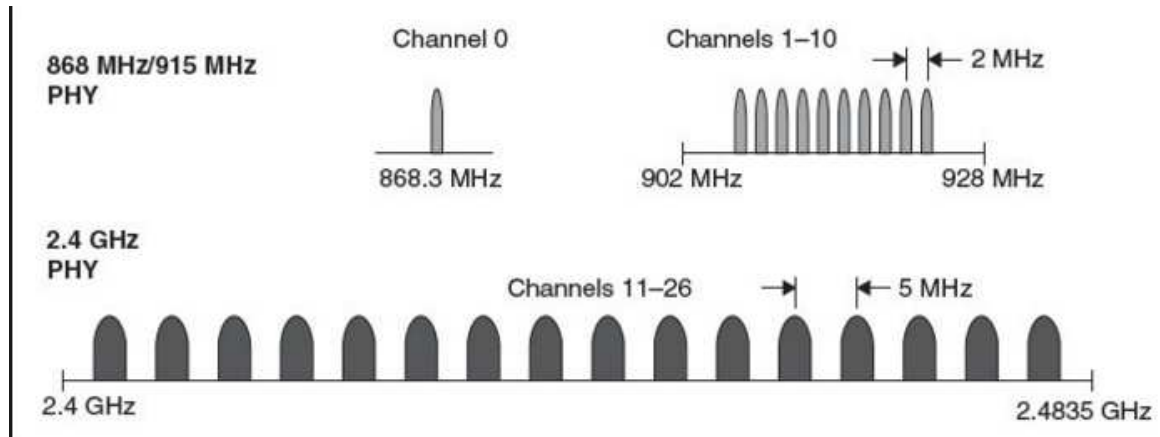 Channel 0
Channels 1–10
868 MHz/915 MHz
PHY
2 MHz
868.3 MHz
902 MHz
928 MHz
2.4 GHz
PHY
Channels 11–26
5 MHz
2.4 GHz
2.4835 GHz